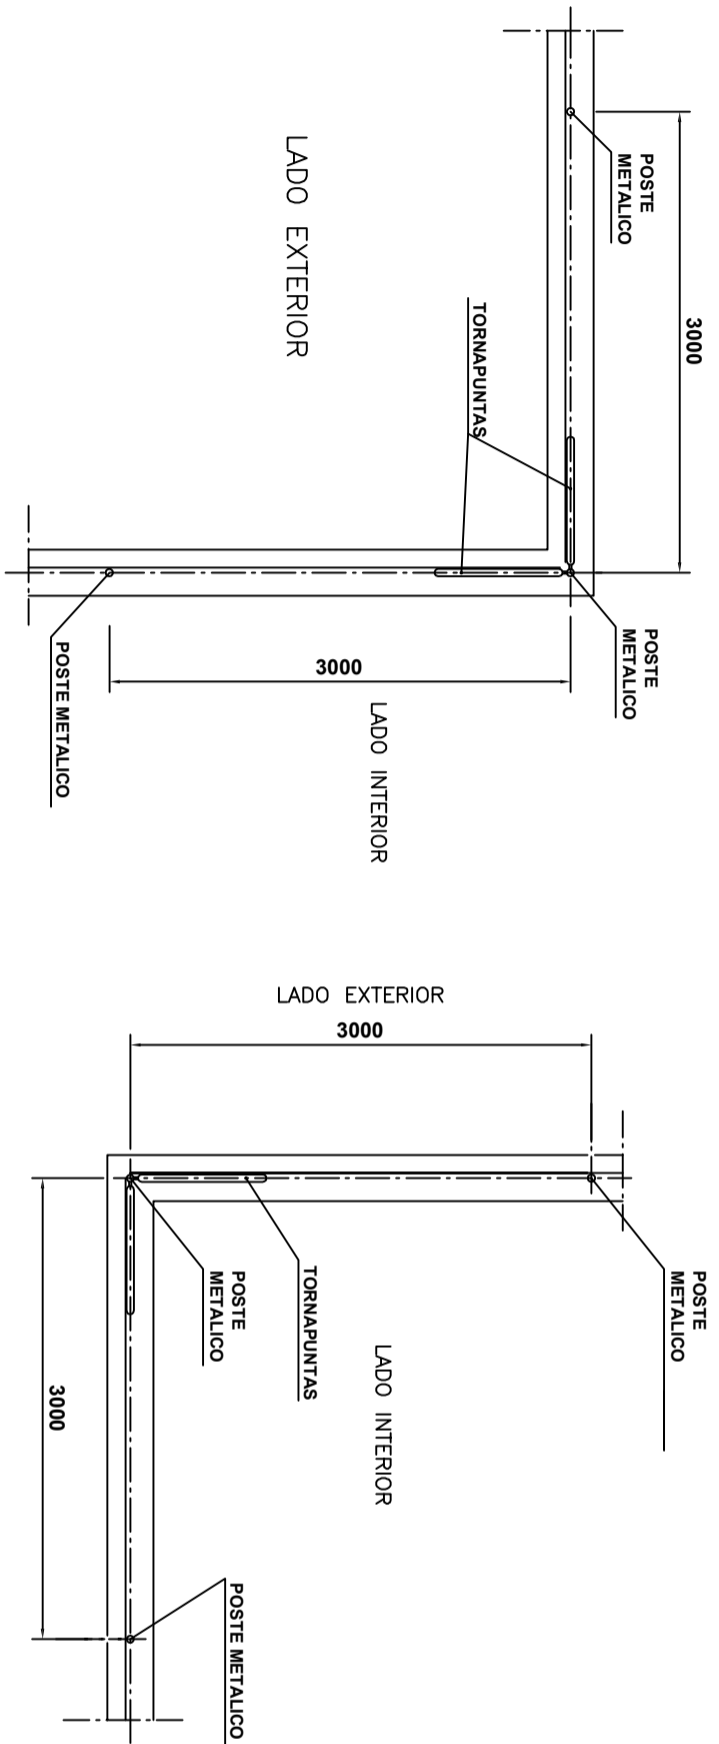 POSTE
METALICO
3000
LADO EXTERIOR
TORNAPUNTAS
POSTE
METALICO
3000
POSTE METALICO
LADO INTERIOR
LADO EXTERIOR
3000
POSTE
METALICO
TORNAPUNTAS
POSTE
METALICO
LADO INTERIOR
3000
POSTE METALICO